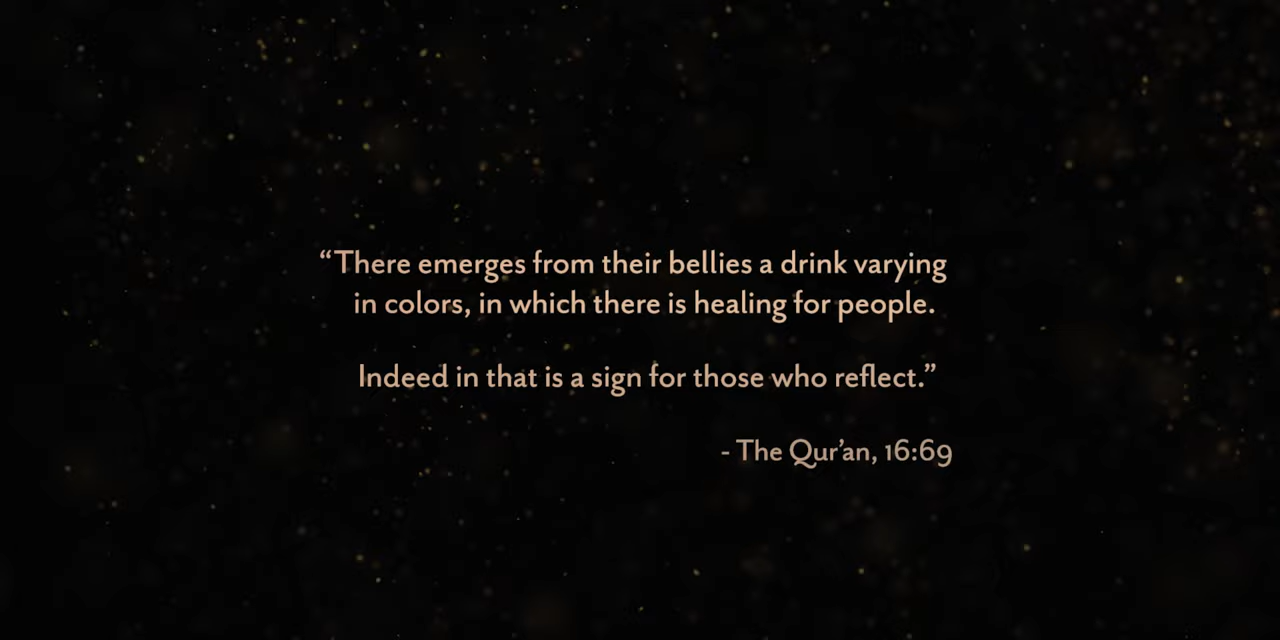 “There emerges from their bellies a drink varying
in colors, in which there is healing for people.
Indeed in that is a sign for those who reflect.”
- The Qur’an, 16:69